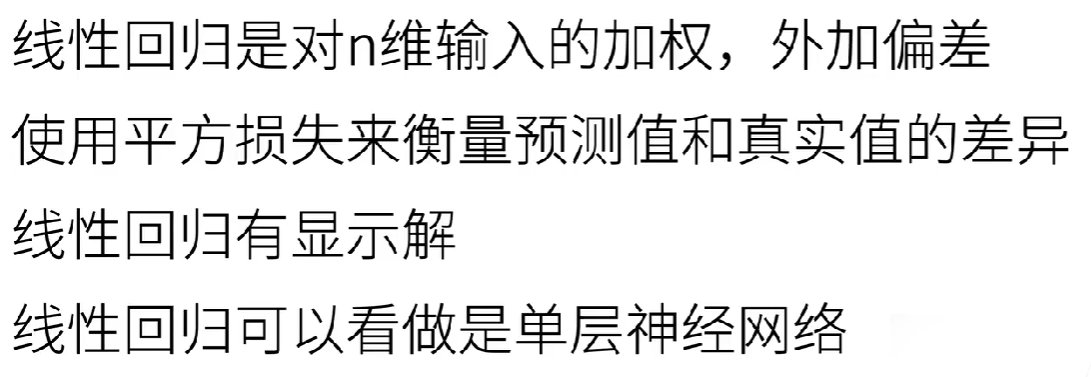 线性回归是对n维输入的加权，外加偏差
使用平方损失来衡量预测值和真实值的差异
线性回归有显示解
线性回归可以看做是单层神经网络